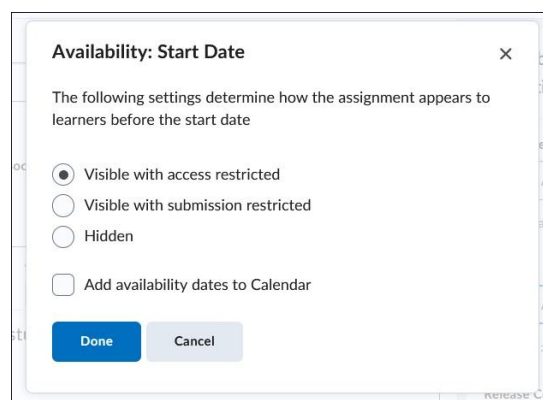 Availability: Start Date
The following settings determine how the assignment appears to
learners before the start date
Visible with access restricted
Visible with submission restricted
Hidden
Add availability dates to Calendar
Done
Cancel
Release C